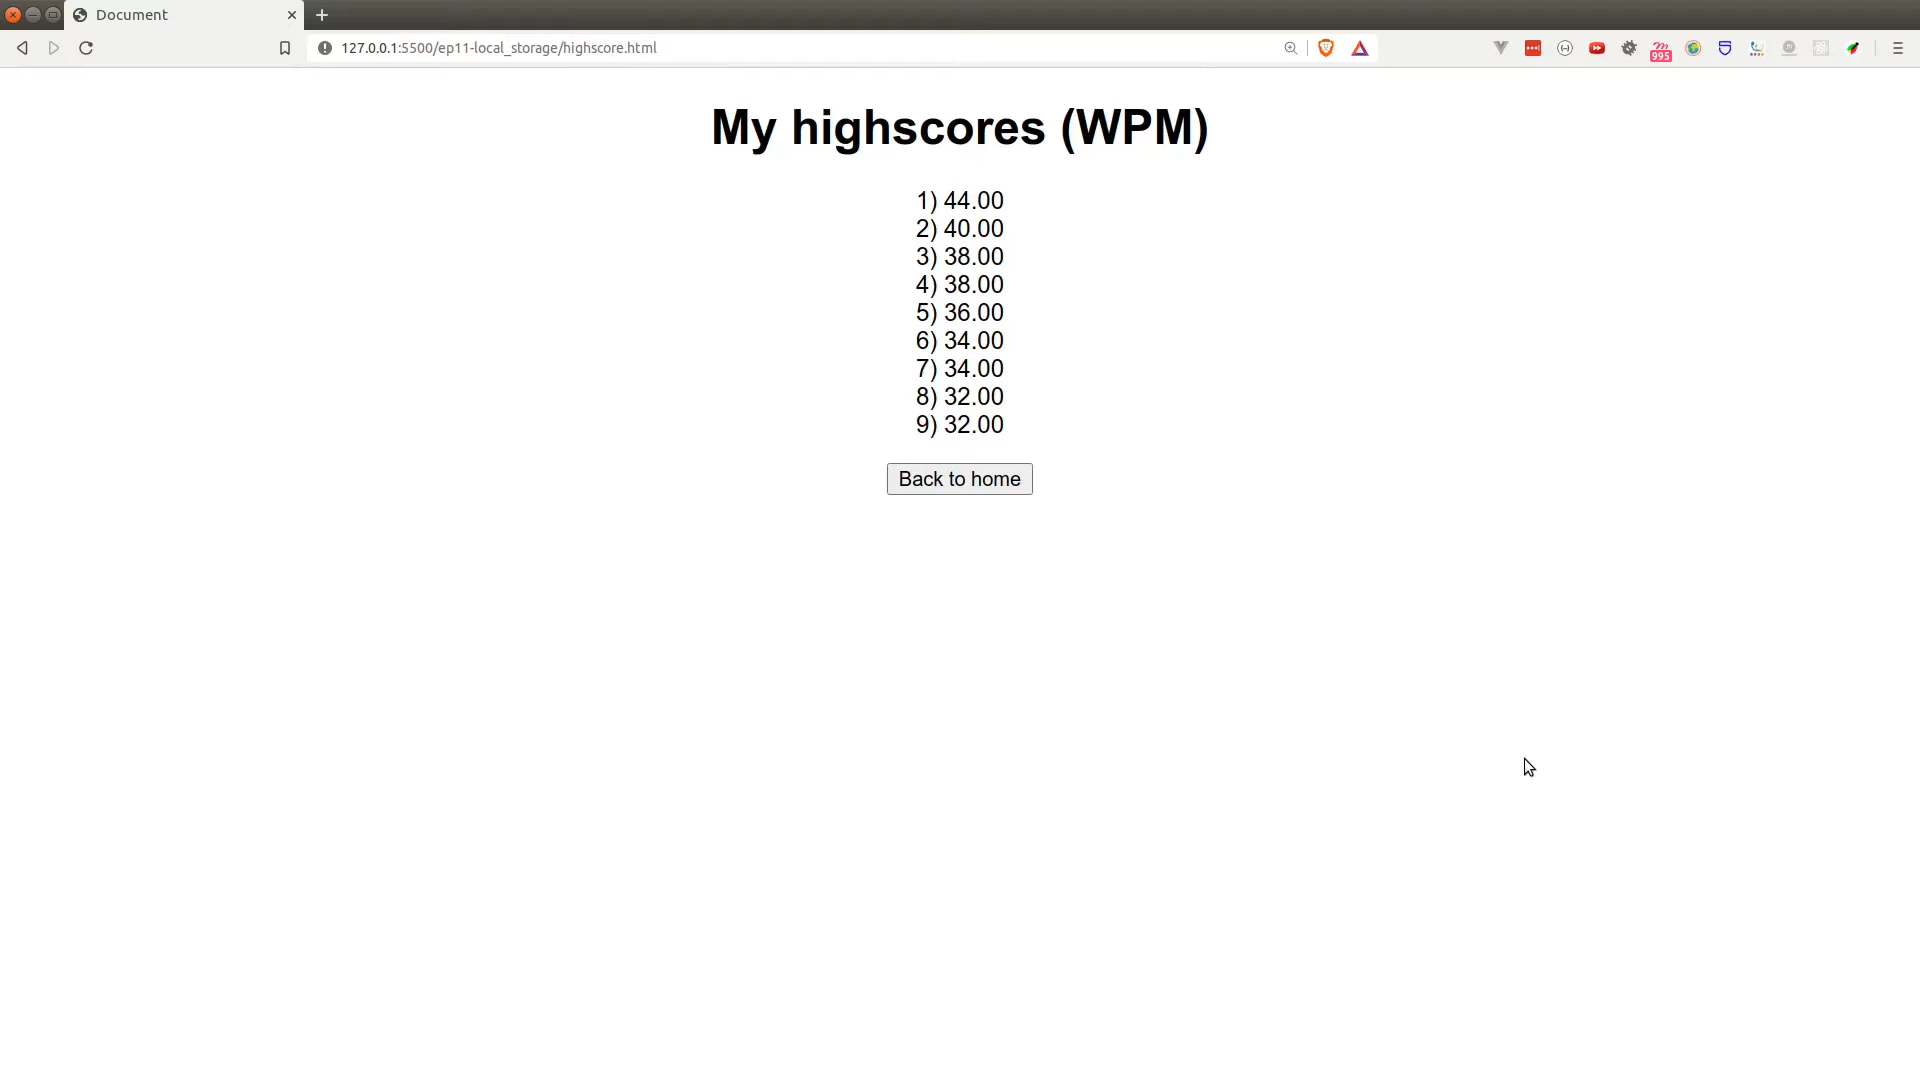 Document
127.0.0.1:5500/ep11-local_storage/highscore.html
995
My highscores (WPM)
1) 44.00
2) 40.00
3) 38.00
4) 38.00
5) 36.00
6) 34.00
7) 34.00
8) 32.00
9) 32.00
Back to home